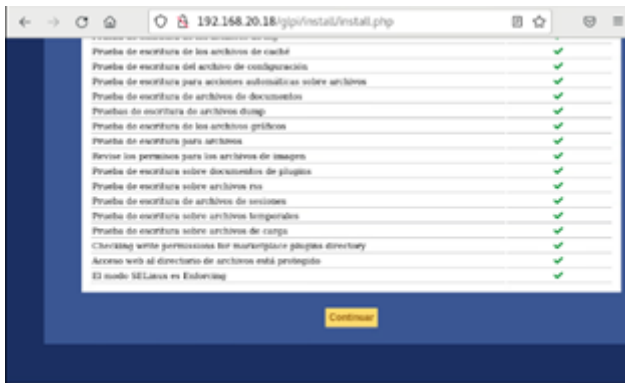 192.168.20.18/glpi/install/install.php
Prueba de escritura de los archivos de caché
Prueba de escritura del archivo de configuración
Prueba de escritura para acciones automáticas sobre archivos
Prueba de escritura de archivos de documentos
Pruebas de escritura de archivos dump
Prueba de escritura de los archivos gráficos
Prueba de escritura para archivos
Revise los permisos para los archivos de imagen
Prueba de escritura sobre documentos de plugins
Prueba de escritura sobre archivos rss
Prueba de escritura de archivos de sesiones
Prueba de escritura sobre archivos temporales
Prueba de escritura sobre archivos de carga
Checking write permissions for marketplace plugins directory
Acceso web al directorio de archivos está protegido
El modo SELinux es Enforcing
Continuar